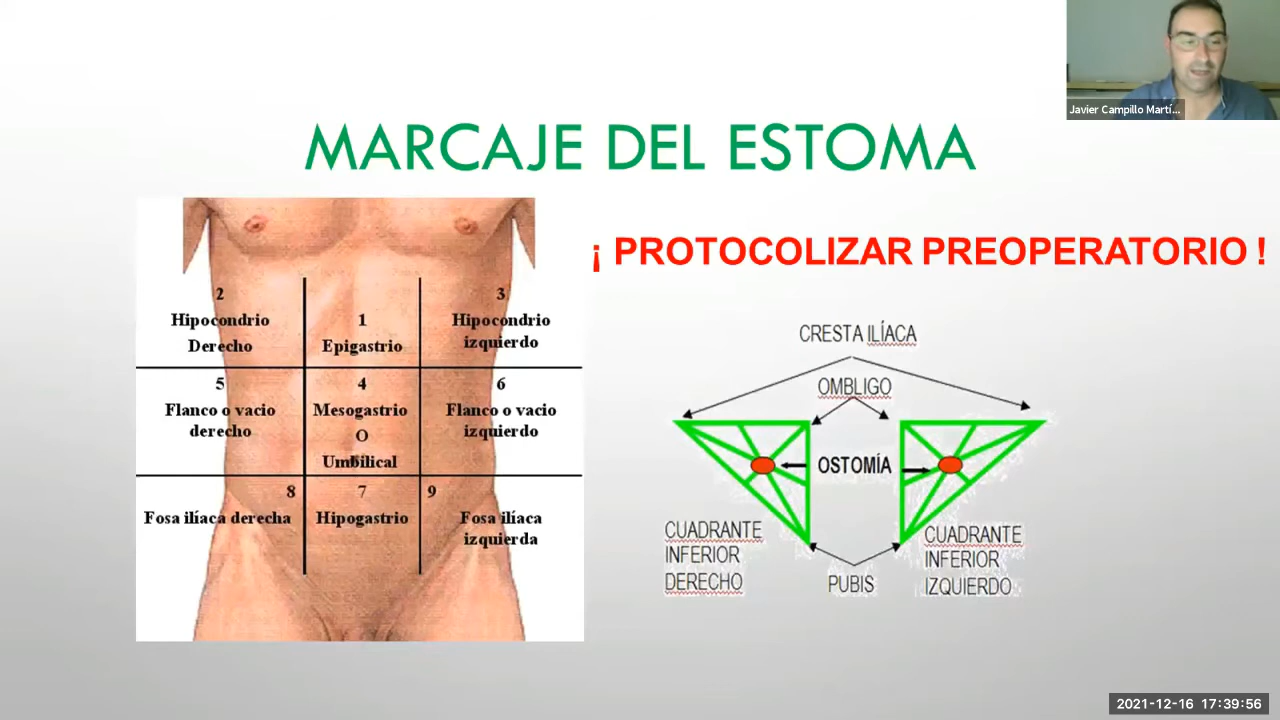 Javier Campillo Martí...
MARCAJE DEL ESTOMA
¡ PROTOCOLIZAR PREOPERATORIO !
2
Hipocondrio
Derecho
1
Epigastrio
3
Hipocondrio
izquierdo
5
Flanco o vacio
derecho
4
Mesogastrio
O
Umbilical
6
Flanco o vacio
izquierdo
8
Fosa ilíaca derecha
7
Hipogastrio
9
Fosa ilíaca
izquierda
CRESTA ILÍACA
OMBLIGO
OSTOMÍA
CUADRANTE
INFERIOR
DERECHO
PUBIS
CUADRANTE
INFERIOR
IZQUIERDO
2021-12-16 17:39:56